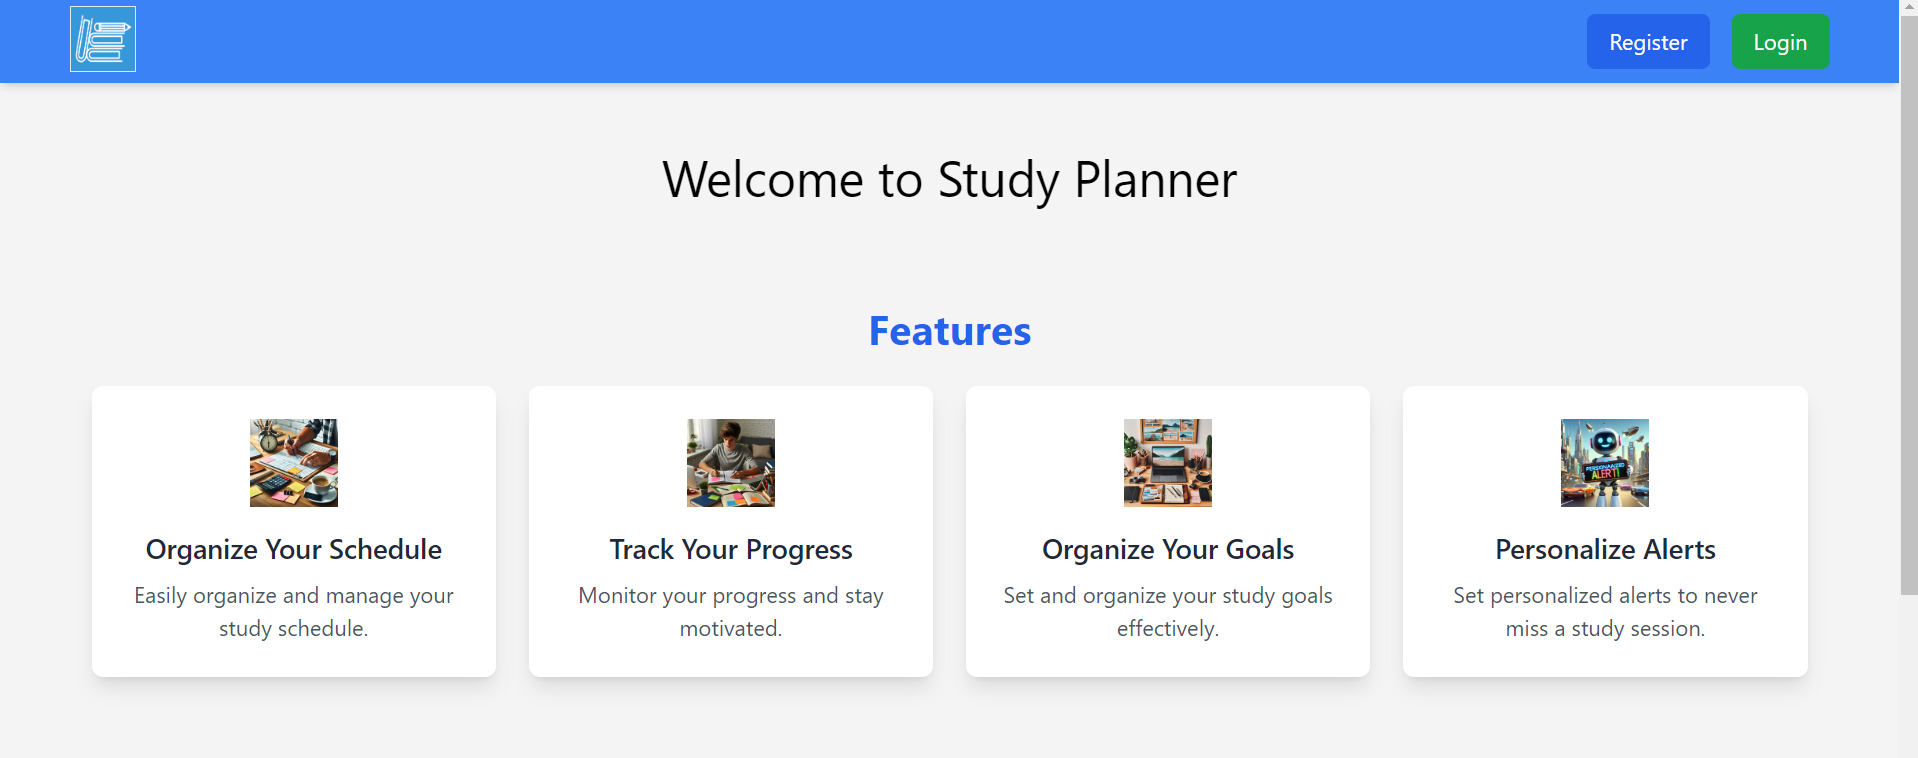 Register
Login
Welcome to Study Planner
Features
PERSONAAIZED
ALERT!
Organize Your Schedule
Track Your Progress
Organize Your Goals
Personalize Alerts
Easily organize and manage your
study schedule.
Monitor your progress and stay
motivated.
Set and organize your study goals
effectively.
Set personalized alerts to never
miss a study session.